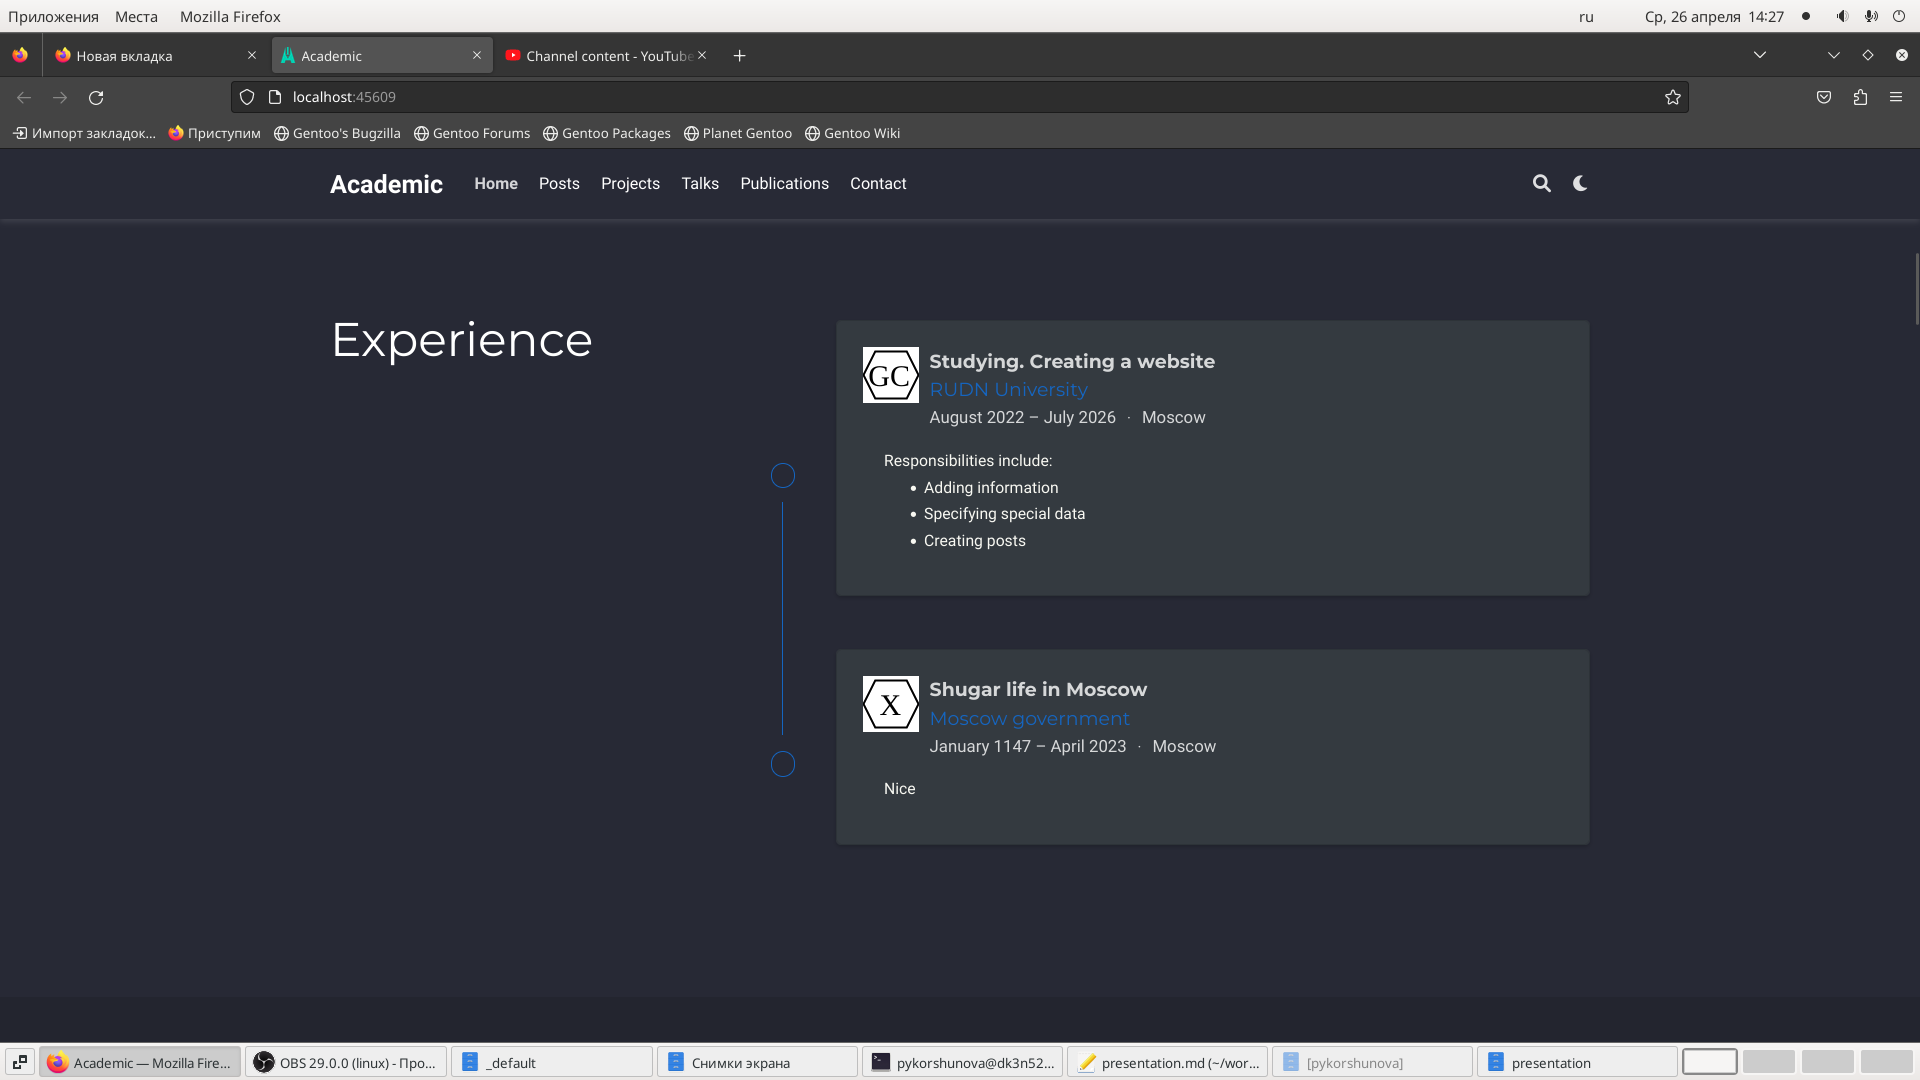 Приложения Места Mozilla Firefox ru Ср, 26 апреля 14:27
Новая вкладка Academic Channel content - YouTube
localhost:45609
Импорт закладок... Приступим Gentoo's Bugzilla Gentoo Forums Gentoo Packages Planet Gentoo Gentoo Wiki
Academic Home Posts Projects Talks Publications Contact
Experience
GC
Studying. Creating a website
RUDN University
August 2022 – July 2026 · Moscow
Responsibilities include:
• Adding information
• Specifying special data
• Creating posts
X
Shugar life in Moscow
Moscow government
January 1147 – April 2023 · Moscow
Nice
Academic — Mozilla Fire... OBS 29.0.0 (linux) - Про... _default Снимки экрана pykorshunova@dk3n52... presentation.md (~/wor... [pykorshunova] presentation